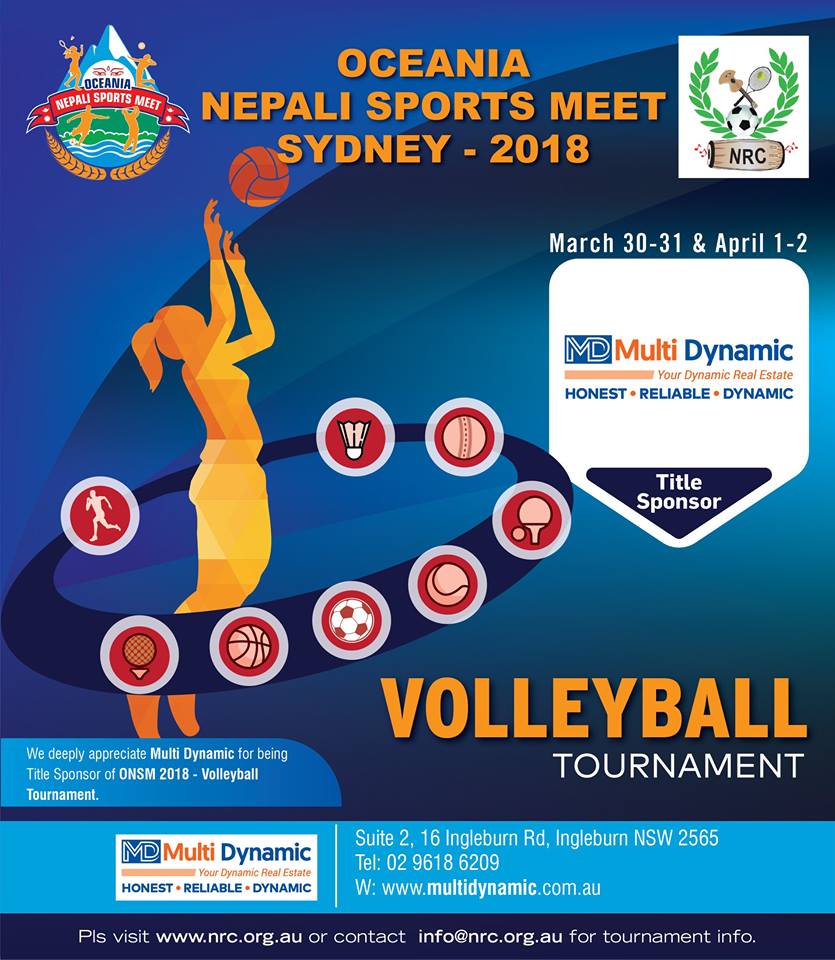 OCEANIA
NEPALI SPORTS MEET
OCEANIA
NEPALI SPORTS MEET
SYDNEY - 2018
NRC
March 30-31 & April 1-2
MD Multi Dynamic
Your Dynamic Real Estate
HONEST • RELIABLE • DYNAMIC
Title
Sponsor
VOLLEYBALL
TOURNAMENT
We deeply appreciate Multi Dynamic for being
Title Sponsor of ONSM 2018 - Volleyball
Tournament.
MD Multi Dynamic
Your Dynamic Real Estate
HONEST • RELIABLE • DYNAMIC
Suite 2, 16 Ingleburn Rd, Ingleburn NSW 2565
Tel: 02 9618 6209
W: www.multidynamic.com.au
Pls visit www.nrc.org.au or contact info@nrc.org.au for tournament info.